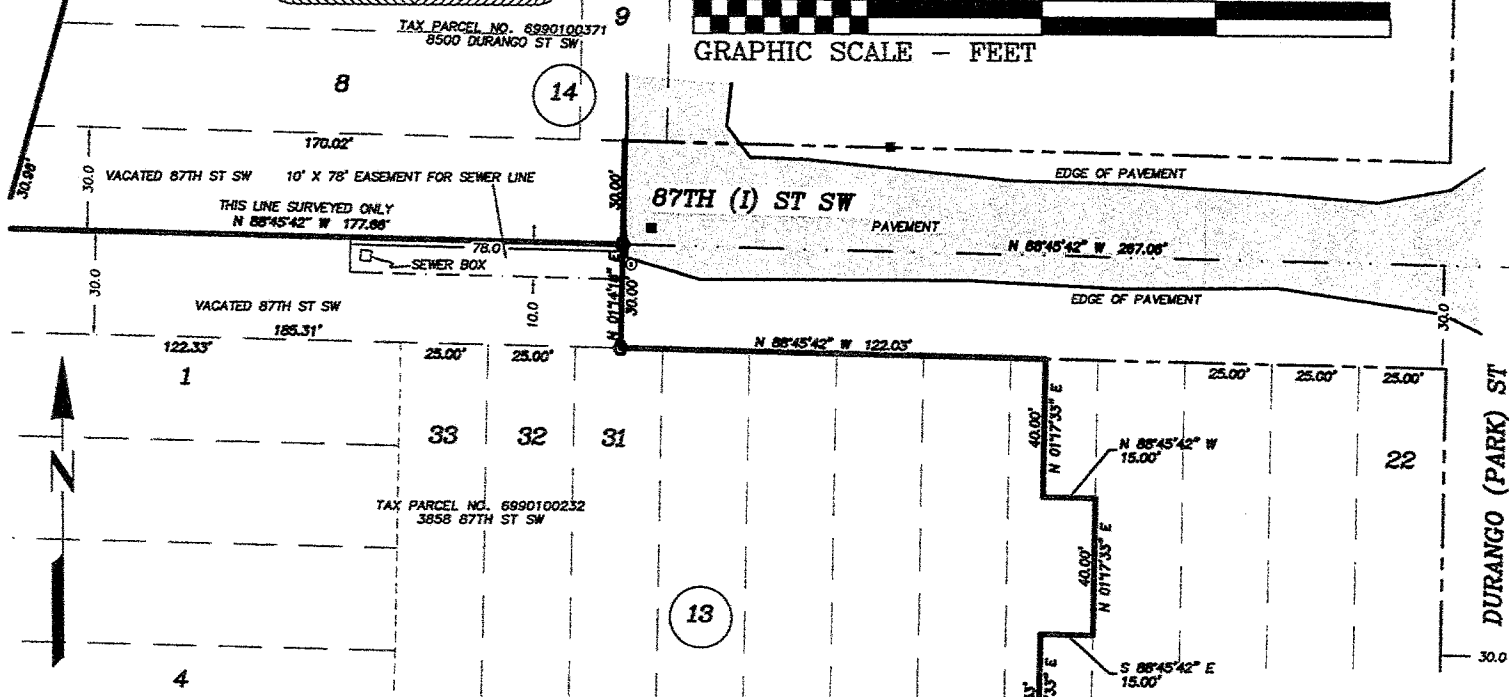 TAX PARCEL NO. 6990100371
8500 DURANGO ST SW
9
GRAPHIC SCALE – FEET
8
14
170.02'
30.98'
30.0
VACATED 87TH ST SW
10' X 78' EASEMENT FOR SEWER LINE
30.00'
87TH (I) ST SW
EDGE OF PAVEMENT
THIS LINE SURVEYED ONLY
N 88°45'42" W 177.66'
PAVEMENT
78.0
N 88°45'42" W 267.06'
SEWER BOX
N 01°14'18" E
30.00'
30.0
VACATED 87TH ST SW
10.0
EDGE OF PAVEMENT
30.0
185.31'
122.33'
25.00'
25.00'
N 88°45'42" W 122.03'
25.00'
25.00'
25.00'
1
33
32
31
40.00'
N 01°17'33" E
N 88°45'42" W
15.00'
22
DURANGO (PARK) ST
N
TAX PARCEL NO. 6990100232
3858 87TH ST SW
40.00'
N 01°17'33" E
13
30.0
4
S 88°45'42" E
15.00'